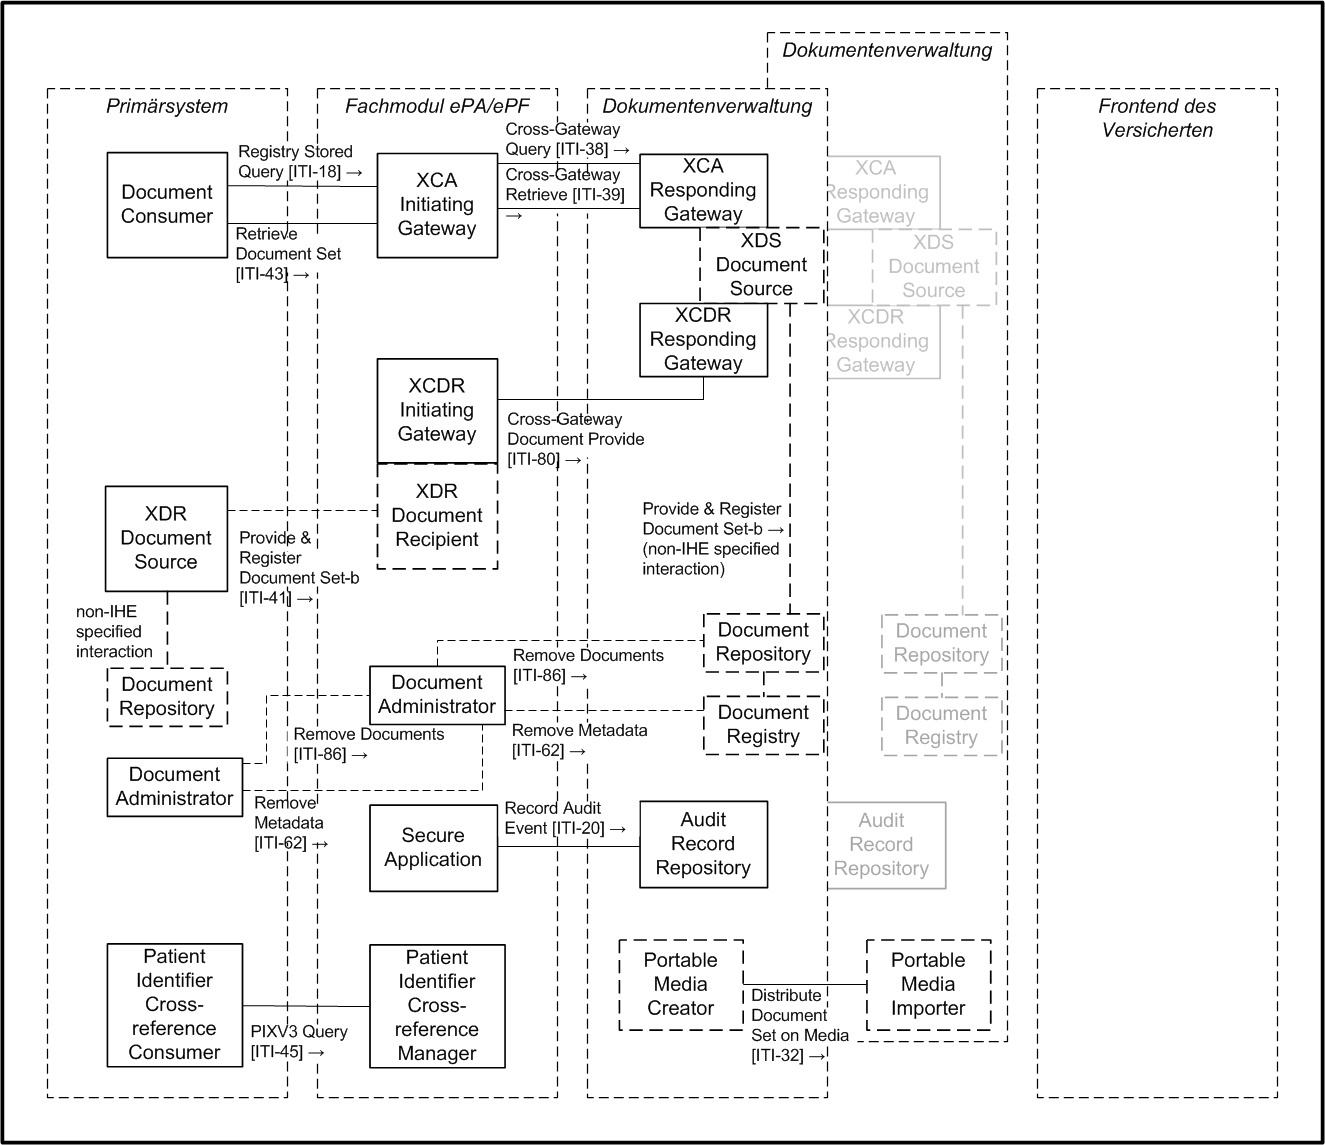 Dokumentenverwaltung
Primärsystem
Fachmodul ePA/ePF
Dokumentenverwaltung
Frontend des
Versicherten
Document
Consumer
Registry Stored
Query [ITI-18] →
Retrieve
Document Set
[ITI-43] →
XCA
Initiating
Gateway
Cross-Gateway
Query [ITI-38] →
Cross-Gateway
Retrieve [ITI-39]
→
XCA
Responding
Gateway
XDS
Document
Source
XCDR
Responding
Gateway
XCA
Responding
Gateway
XDS
Document
Source
XCDR
Responding
Gateway
XCDR
Initiating
Gateway
Cross-Gateway
Document Provide
[ITI-80] →
XDR
Document
Recipient
XDR
Document
Source
Provide &
Register
Document Set-b
[ITI-41] →
Provide & Register
Document Set-b →
(non-IHE specified
interaction)
non-IHE
specified
interaction
Document
Repository
Document
Administrator
Remove Documents
[ITI-86] →
Remove Metadata
[ITI-62] →
Document
Repository
Document
Registry
Document
Repository
Document
Registry
Remove Documents
[ITI-86] →
Document
Administrator
Remove
Metadata
[ITI-62] →
Secure
Application
Record Audit
Event [ITI-20] →
Audit
Record
Repository
Audit
Record
Repository
Patient
Identifier
Cross-
reference
Consumer
PIXV3 Query
[ITI-45] →
Patient
Identifier
Cross-
reference
Manager
Portable
Media
Creator
Distribute
Document
Set on Media
[ITI-32] →
Portable
Media
Importer